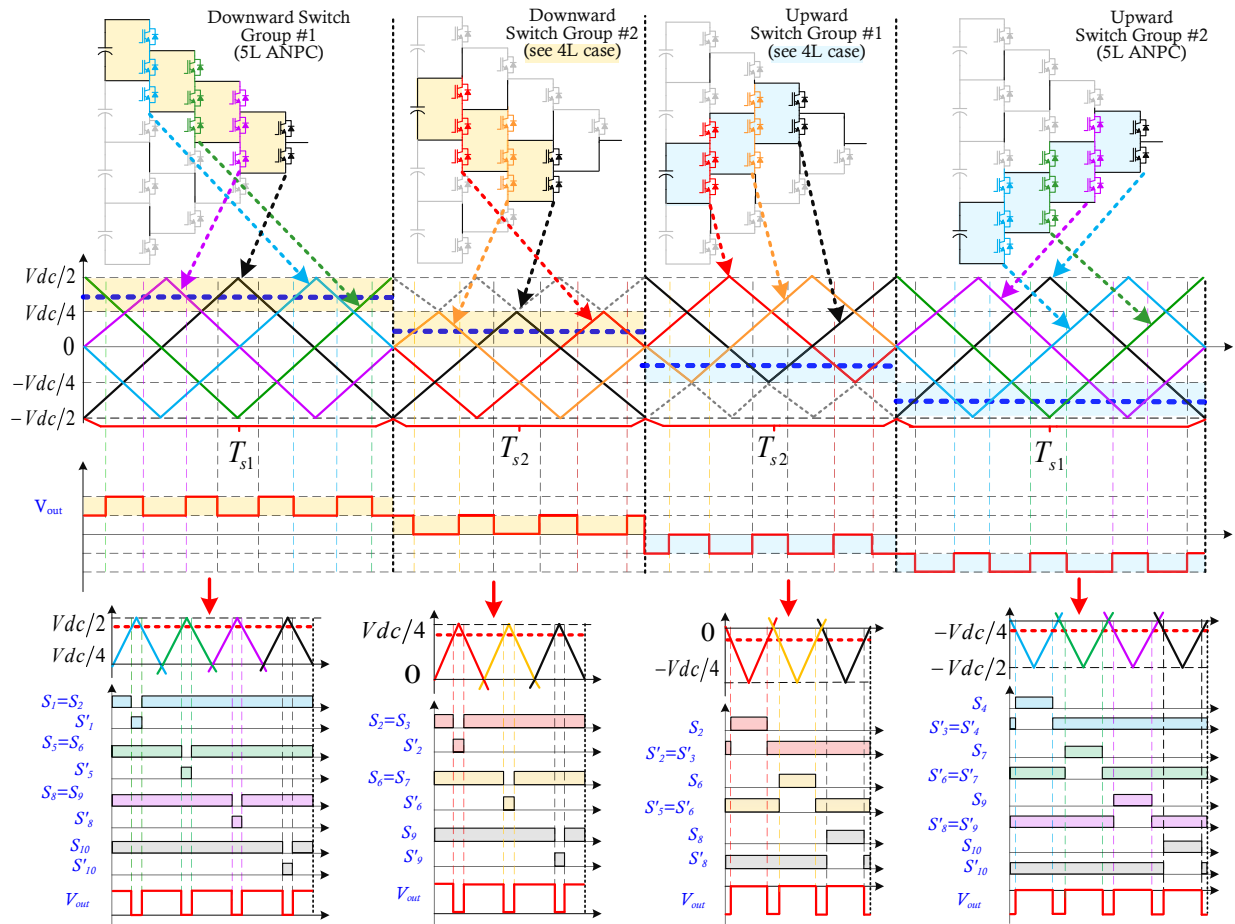 Downward Switch
Group #1
(5L ANPC)
Downward
Switch Group #2
(see 4L case)
Upward
Switch Group #1
(see 4L case)
Upward
Switch Group #2
(5L ANPC)
Vdc/2
Vdc/4
0
−Vdc/4
−Vdc/2
T_s1
T_s2
T_s2
T_s1
V_out
Vdc/2
Vdc/4
S_1=S_2
S'_1
S_5=S_6
S'_5
S_8=S_9
S'_8
S_10
S'_10
V_out
Vdc/4
0
S_2=S_3
S'_2
S_6=S_7
S'_6
S_9
S'_9
V_out
0
−Vdc/4
S_2
S'_2=S'_3
S_6
S'_5=S'_6
S_8
S'_8
V_out
−Vdc/4
−Vdc/2
S_4
S'_3=S'_4
S_7
S'_6=S'_7
S_9
S'_8=S'_9
S_10
S'_10
V_out